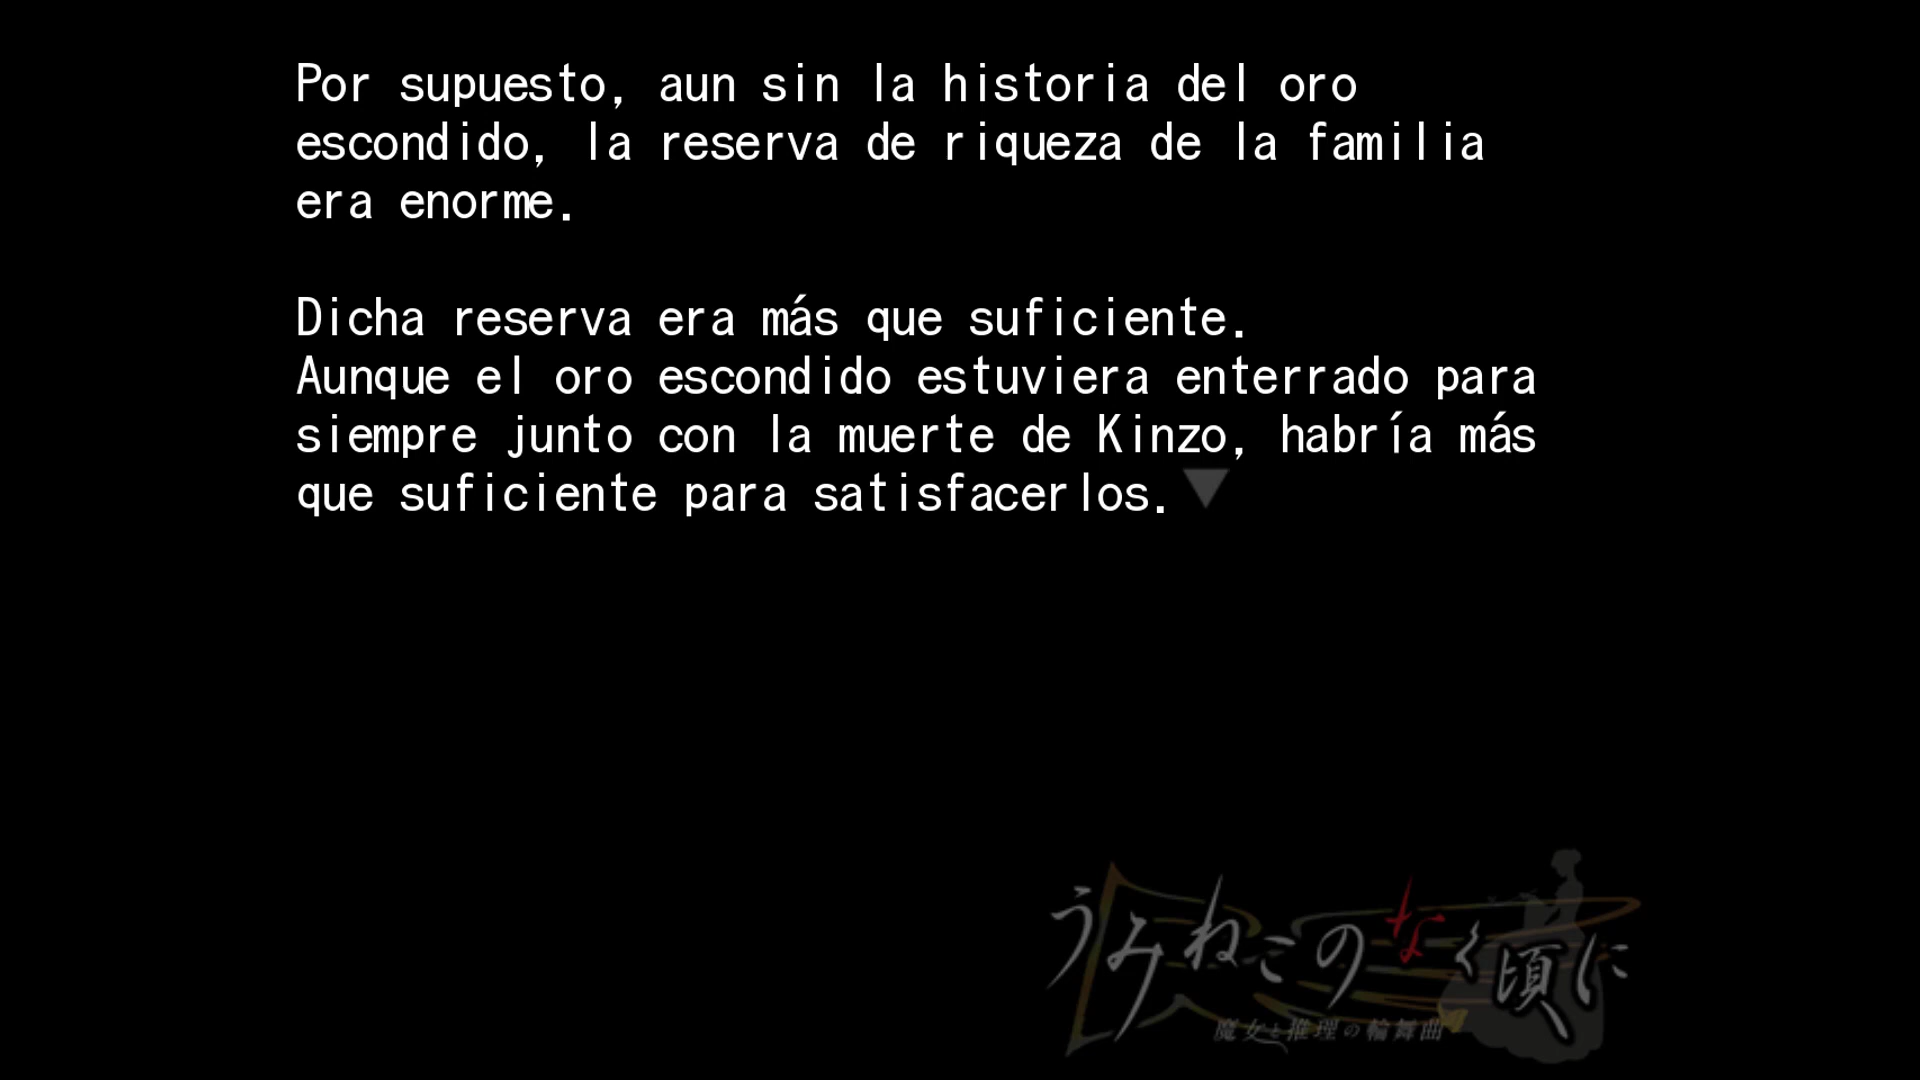 Por supuesto, aun sin la historia del oro
escondido, la reserva de riqueza de la familia
era enorme.
Dicha reserva era más que suficiente.
Aunque el oro escondido estuviera enterrado para
siempre junto con la muerte de Kinzo, habría más
que suficiente para satisfacerlos.
うみねこのなく頃に
魔女と推理の輪舞曲